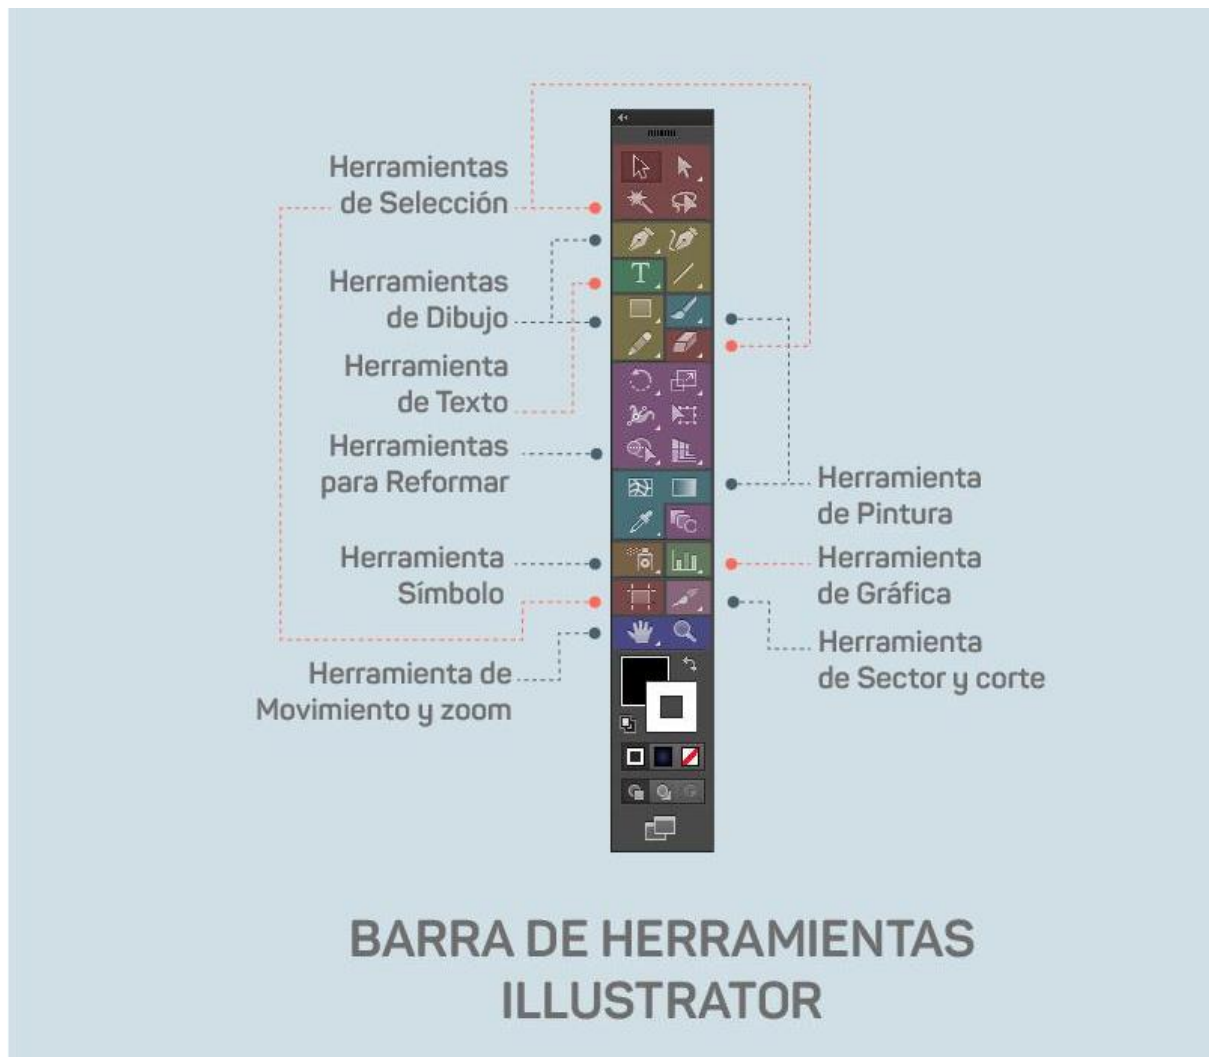 Herramientas
de Selección
Herramientas
de Dibujo
Herramienta
de Texto
Herramientas
para Reformar
Herramienta
Símbolo
Herramienta de
Movimiento y zoom
T
Herramienta
de Pintura
Herramienta
de Gráfica
Herramienta
de Sector y corte
BARRA DE HERRAMIENTAS
ILLUSTRATOR